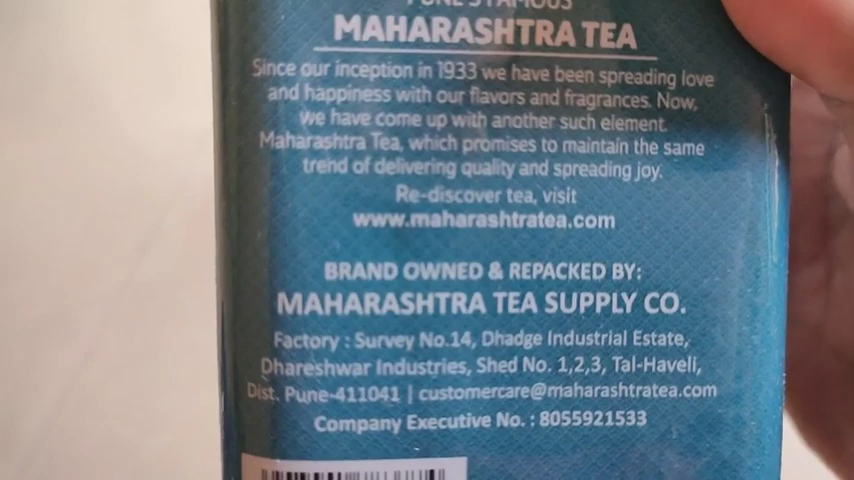 PUNE'S FAMOUS
MAHARASHTRA TEA
Since our inception in 1933 we have been spreading love
and happiness with our flavors and fragrances. Now,
we have come up with another such element.
Maharashtra Tea, which promises to maintain the same
trend of delivering quality and spreading joy.
Re-discover tea, visit
www.maharashtratea.com
BRAND OWNED & REPACKED BY:
MAHARASHTRA TEA SUPPLY CO.
Factory : Survey No.14, Dhadge Industrial Estate,
Dhareshwar Industries, Shed No. 1,2,3, Tal-Haveli,
Dist. Pune-411041 | customercare@maharashtratea.com
Company Executive No. : 8055921533